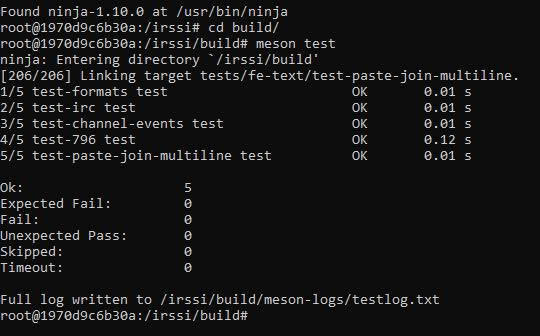 Found ninja-1.10.0 at /usr/bin/ninja
root@1970d9c6b30a:/irssi# cd build/
root@1970d9c6b30a:/irssi/build# meson test
ninja: Entering directory `/irssi/build'
[206/206] Linking target tests/fe-text/test-paste-join-multiline.
1/5 test-formats test OK 0.01 s
2/5 test-irc test OK 0.01 s
3/5 test-channel-events test OK 0.01 s
4/5 test-796 test OK 0.12 s
5/5 test-paste-join-multiline test OK 0.01 s
Ok: 5
Expected Fail: 0
Fail: 0
Unexpected Pass: 0
Skipped: 0
Timeout: 0
Full log written to /irssi/build/meson-logs/testlog.txt
root@1970d9c6b30a:/irssi/build#